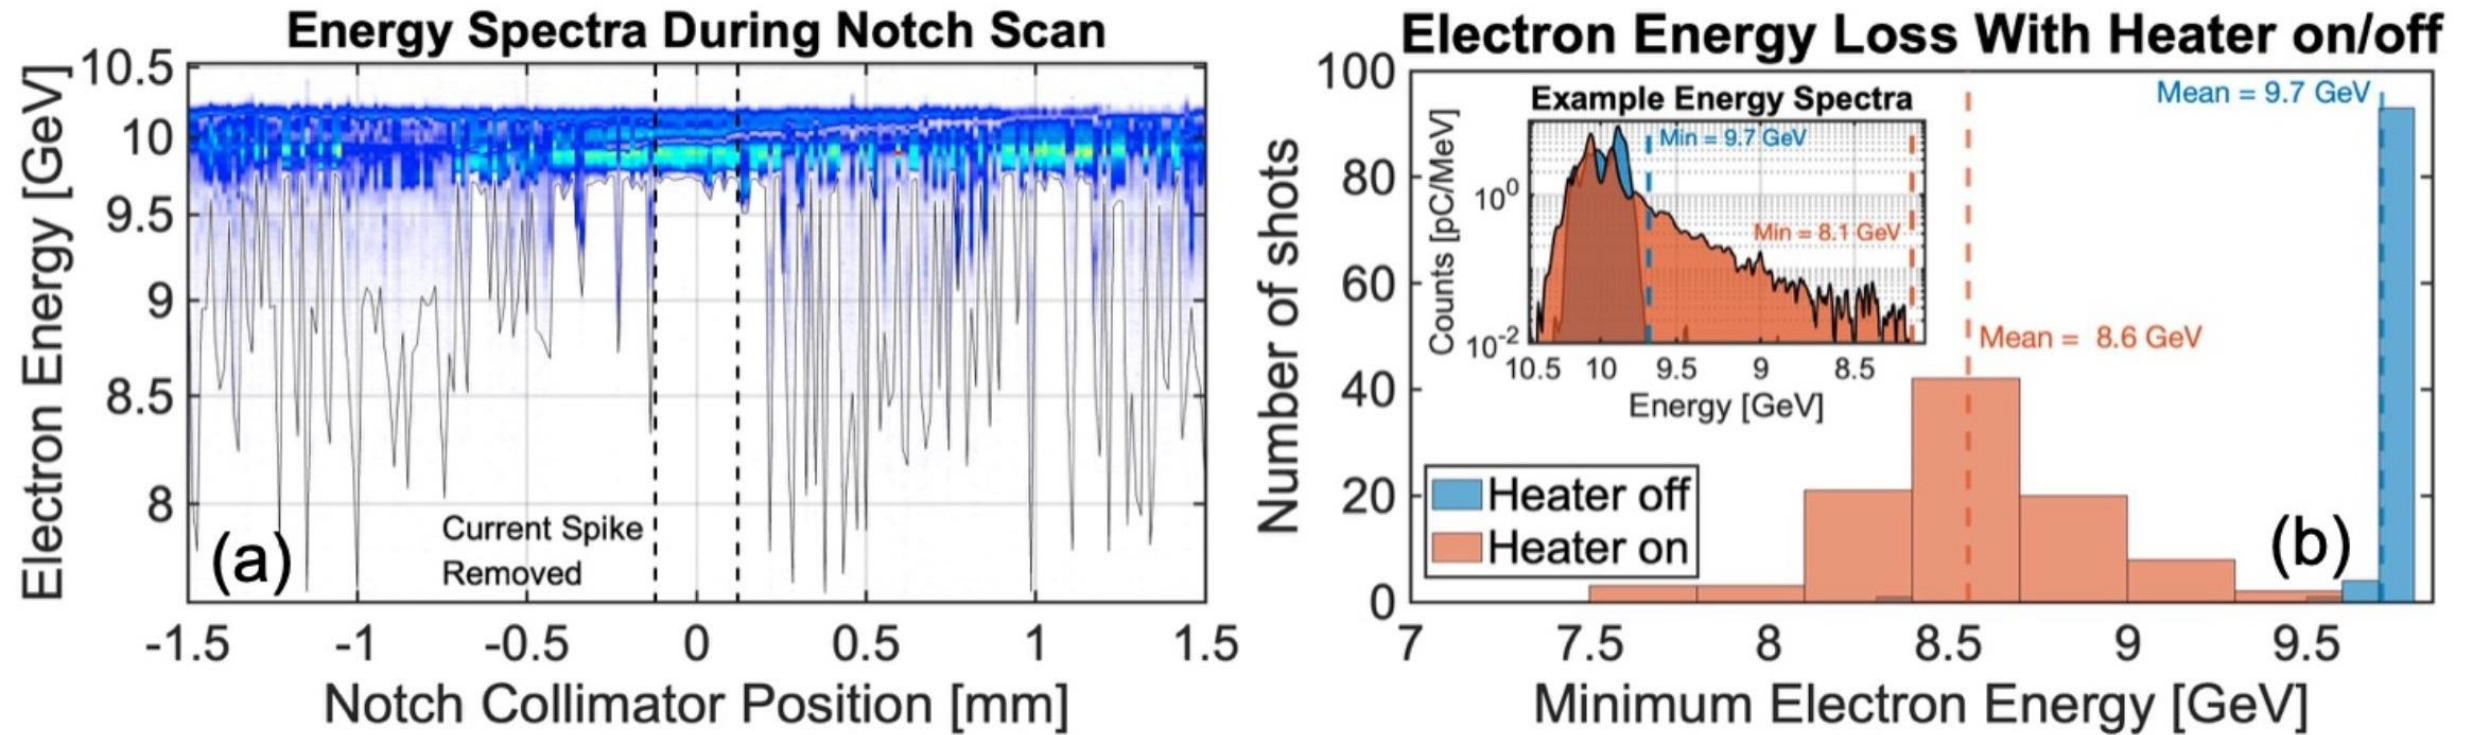 Energy Spectra During Notch Scan
Electron Energy [GeV]
10.5
10
9.5
9
8.5
8
Current Spike
Removed
(a)
-1.5 -1 -0.5 0 0.5 1 1.5
Notch Collimator Position [mm]
Electron Energy Loss With Heater on/off
Number of shots
100
80
60
40
20
0
Mean = 9.7 GeV
Mean = 8.6 GeV
Example Energy Spectra
Counts [pC/MeV]
10^0
10^-2
Min = 9.7 GeV
Min = 8.1 GeV
10.5 10 9.5 9 8.5
Energy [GeV]
Heater off
Heater on
(b)
7 7.5 8 8.5 9 9.5
Minimum Electron Energy [GeV]